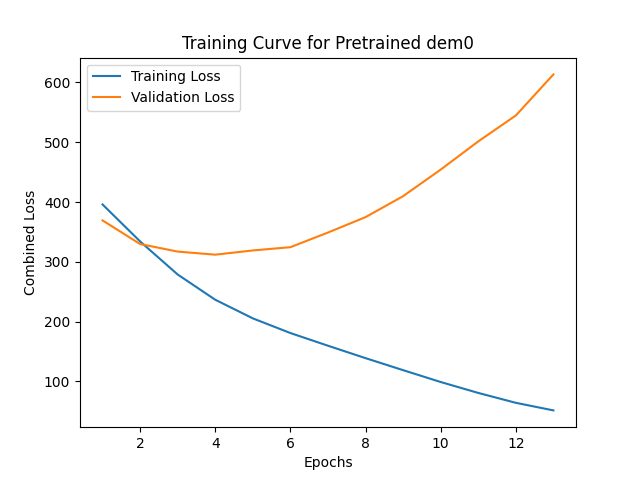 Training Curve for Pretrained dem0
Training Loss
Validation Loss
600
500
400
300
200
100
Combined Loss
2 4 6 8 10 12
Epochs